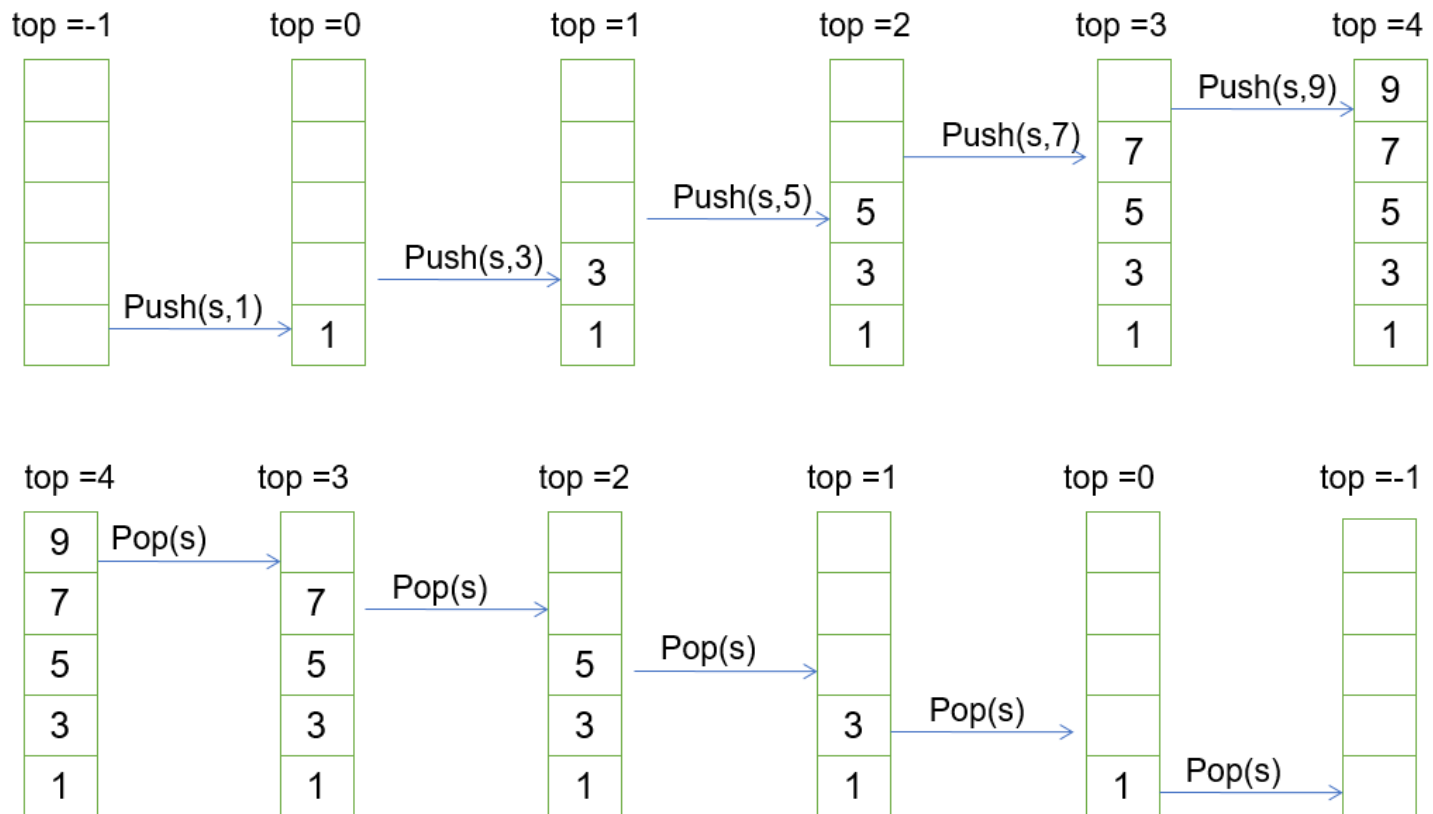 top =-1 top =0 top =1 top =2 top =3 top =4
Push(s,9) 9
Push(s,7) 7 7
Push(s,5) 5 5 5
Push(s,3) 3 3 3 3
Push(s,1) 1 1 1 1 1
top =4 top =3 top =2 top =1 top =0 top =-1
9 Pop(s)
7 7 Pop(s)
5 5 5 Pop(s)
3 3 3 3 Pop(s)
1 1 1 1 1 Pop(s)